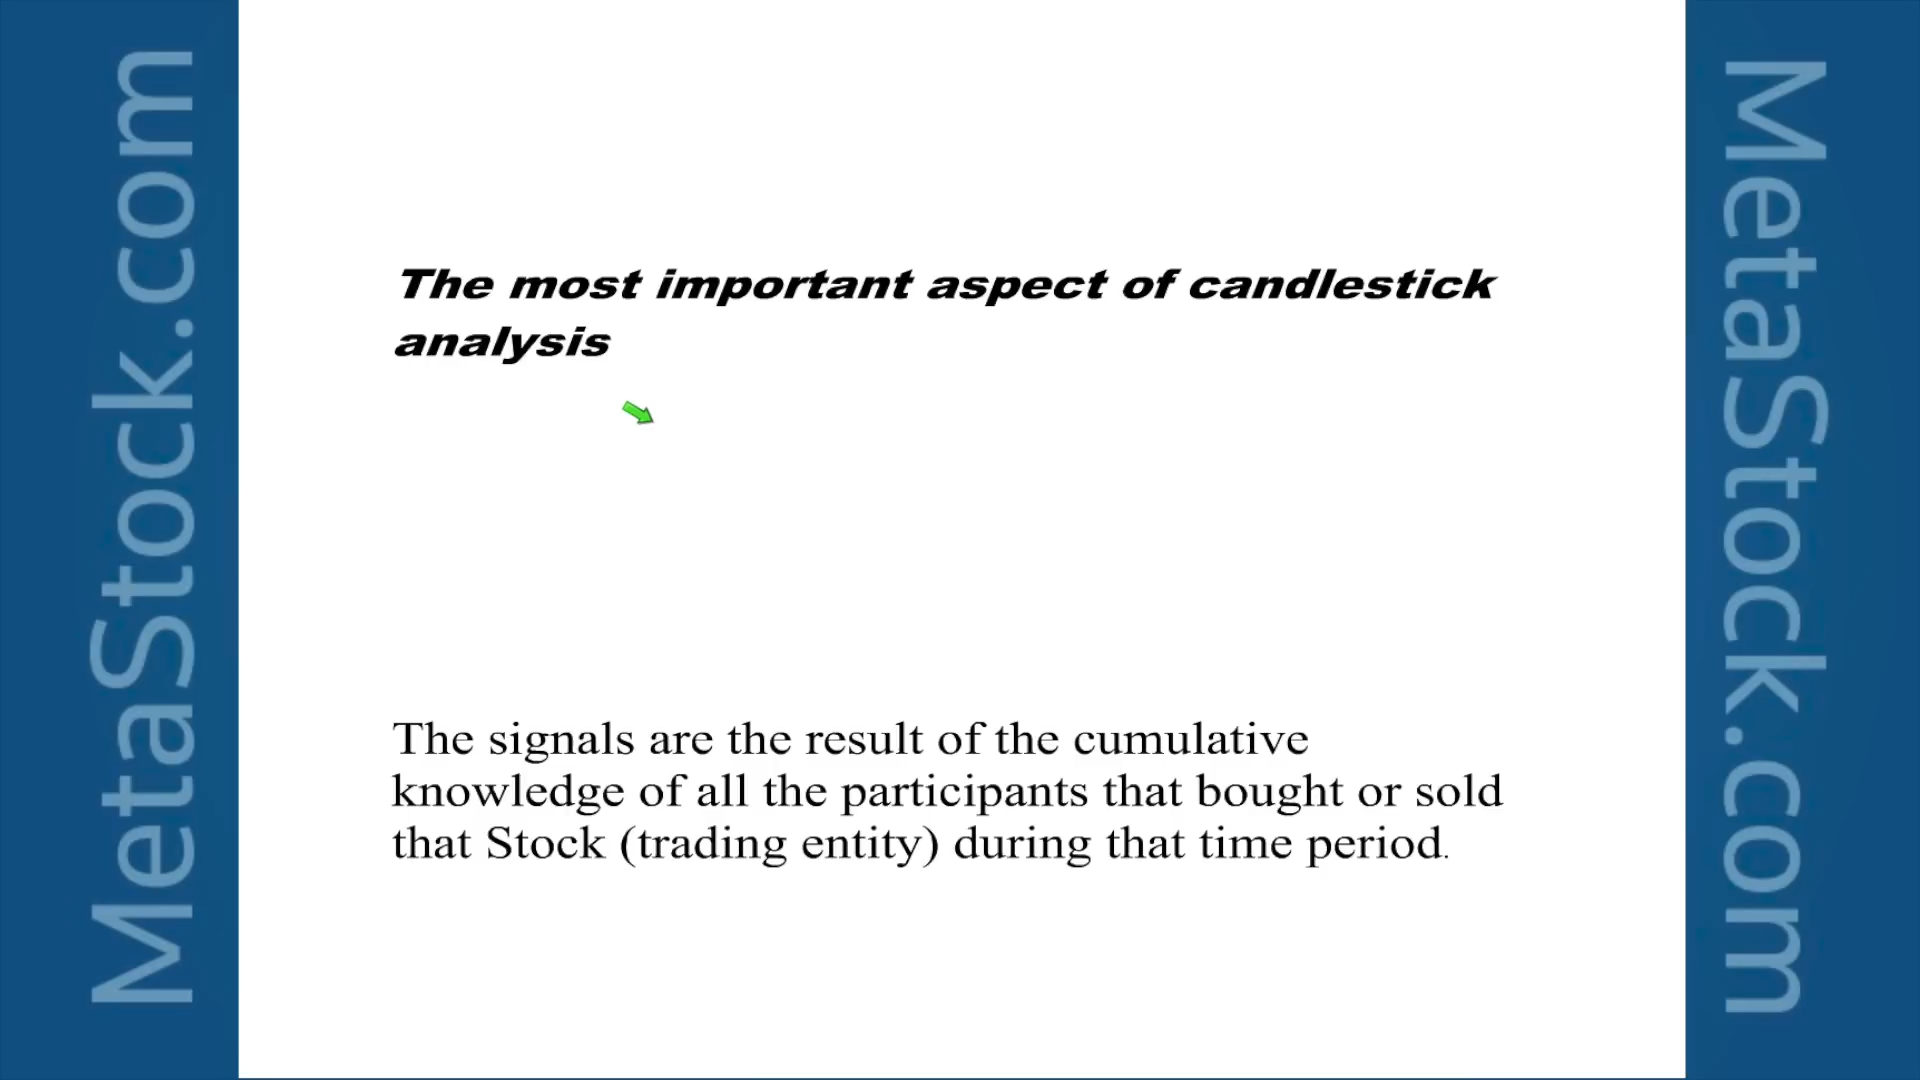 MetaStock.com
The most important aspect of candlestick
analysis
The signals are the result of the cumulative
knowledge of all the participants that bought or sold
that Stock (trading entity) during that time period.
MetaStock.com